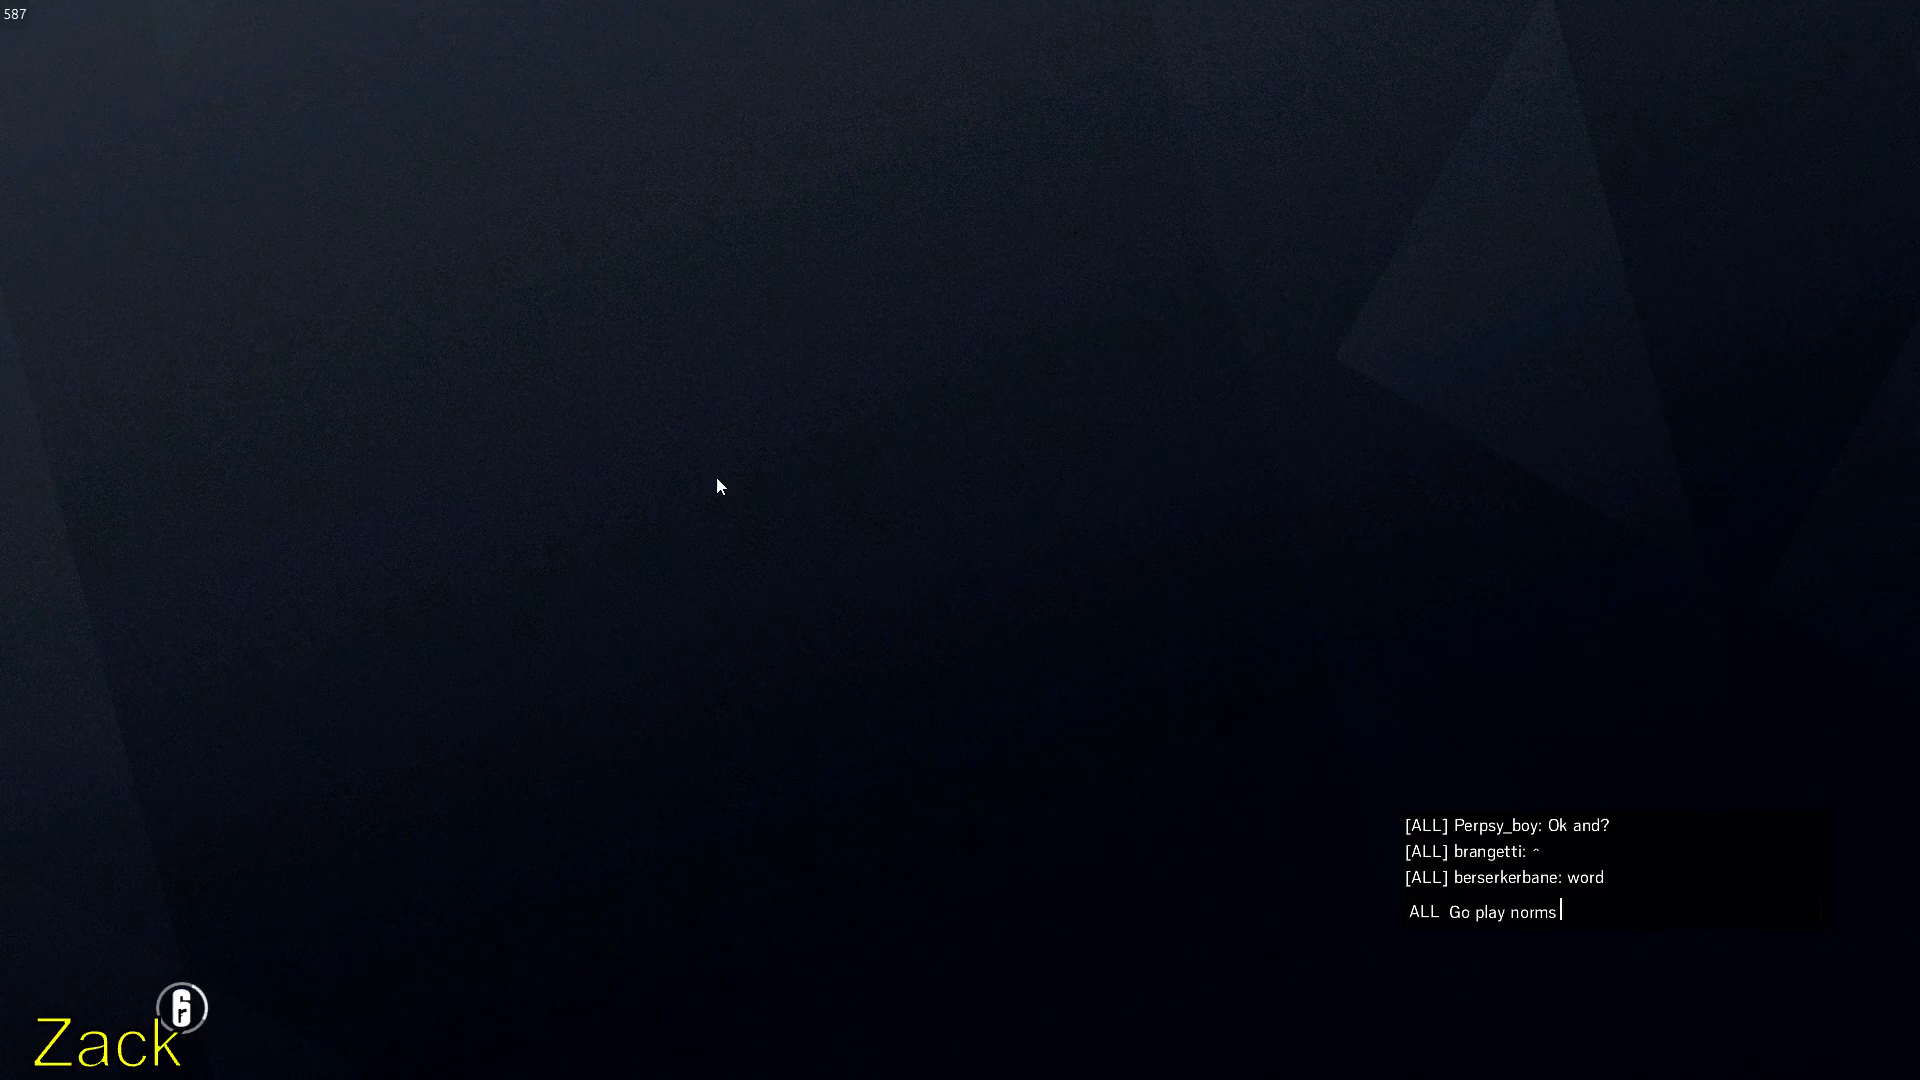 587
[ALL] Perpsy_boy: Ok and?
[ALL] brangetti: ^
[ALL] berserkerbane: word
ALL Go play norms
Zack